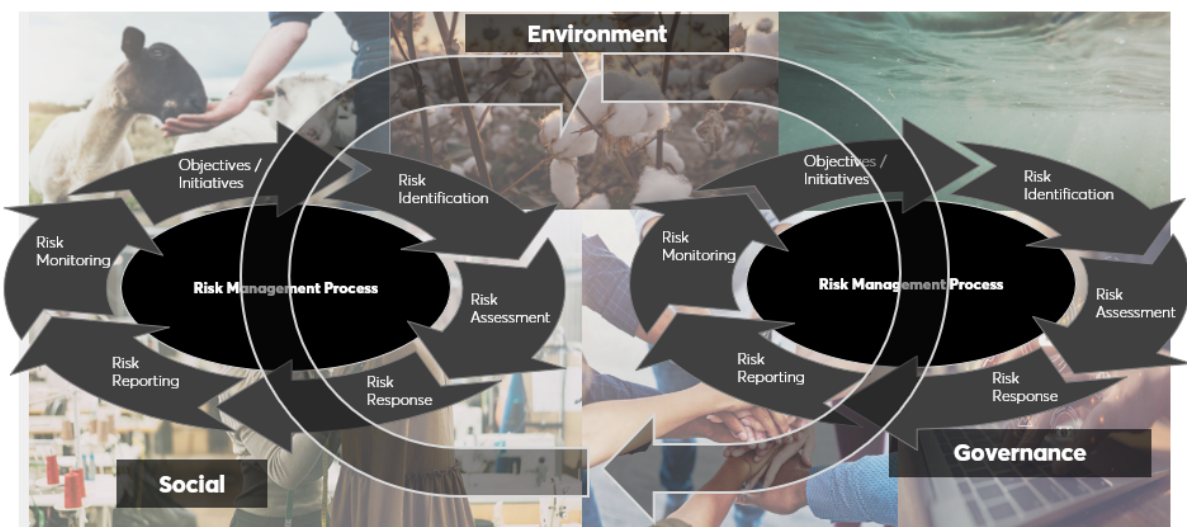 Environment
Objectives /
Initiatives
Risk
Identification
Risk
Monitoring
Risk Management Process
Risk
Assessment
Risk
Reporting
Risk
Response
Objectives /
Initiatives
Risk
Identification
Risk
Monitoring
Risk Management Process
Risk
Assessment
Risk
Reporting
Risk
Response
Social
Governance